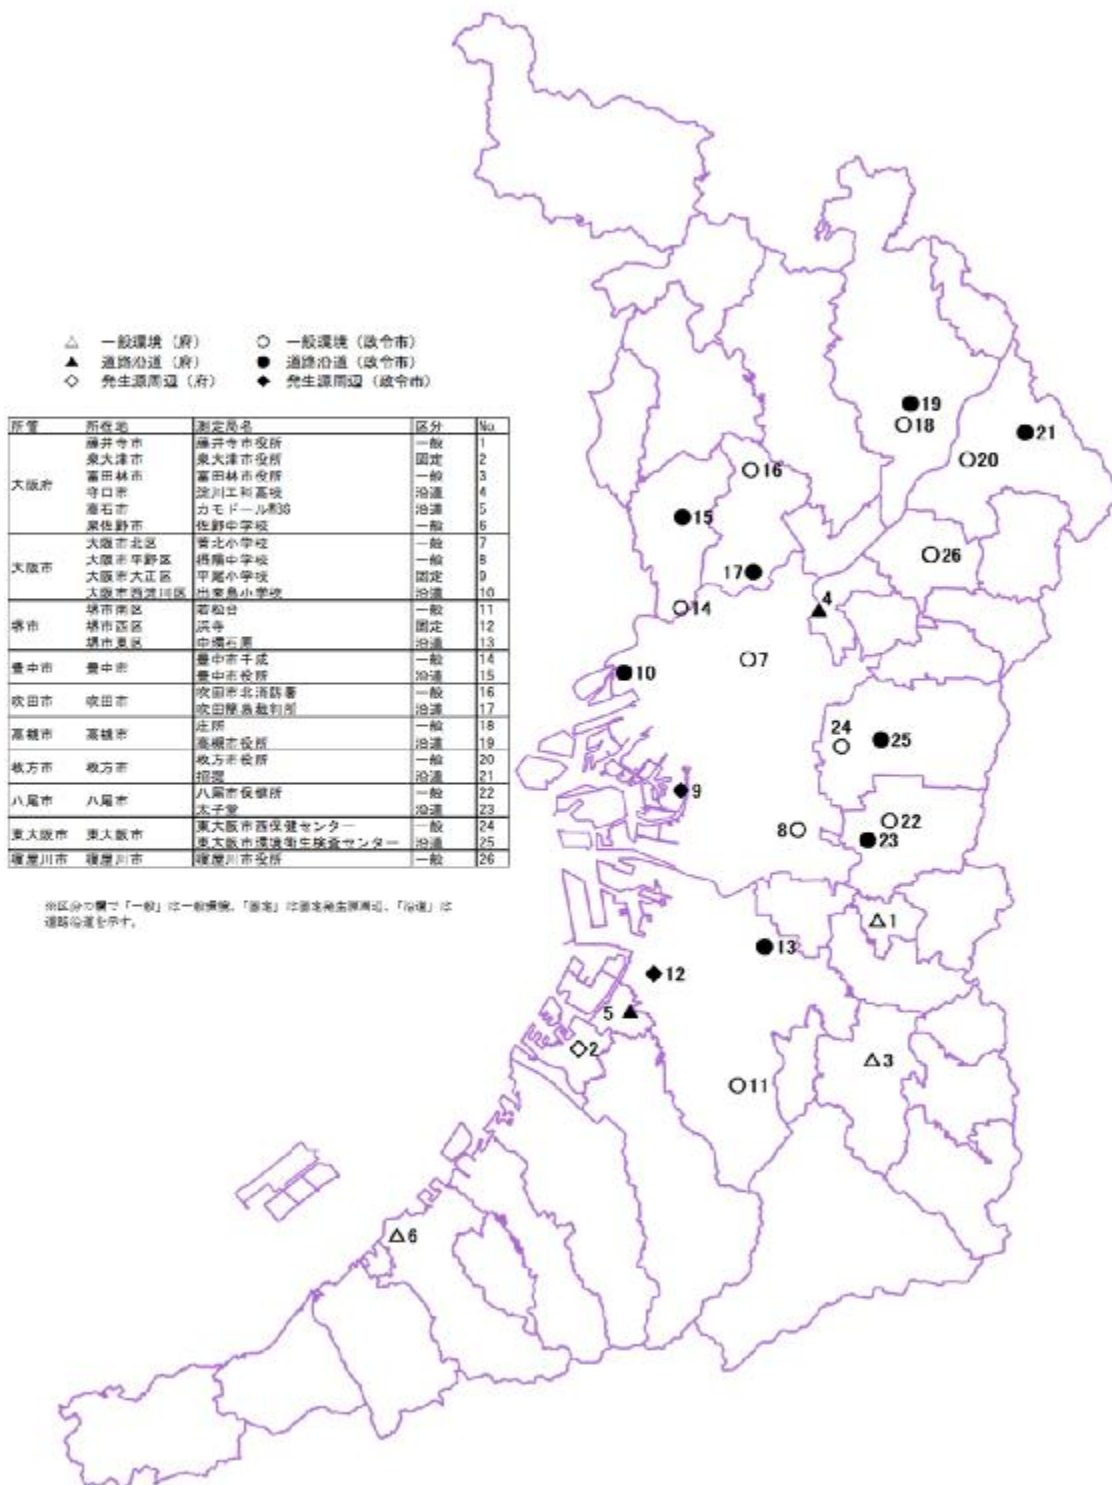 △ 一般環境（府） ○ 一般環境（政令市）
▲ 道路沿道（府） ● 道路沿道（政令市）
◇ 発生源周辺（府） ◆ 発生源周辺（政令市）
所管 所在地 測定局名 区分 No.
大阪府
藤井寺市 藤井寺市役所 一般 1
泉大津市 泉大津市役所 固定 2
富田林市 富田林市役所 一般 3
守口市 淀川工科高校 沿道 4
高石市 カモドールMBS 沿道 5
泉佐野市 佐野中学校 一般 6
大阪市
大阪市北区 菅北小学校 一般 7
大阪市平野区 摂陽中学校 一般 8
大阪市大正区 平尾小学校 固定 9
大阪市西淀川区 出来島小学校 沿道 10
堺市
堺市南区 若松台 一般 11
堺市西区 浜寺 固定 12
堺市東区 中環石原 沿道 13
豊中市 豊中市
豊中市千成 一般 14
豊中市役所 沿道 15
吹田市 吹田市
吹田市北消防署 一般 16
吹田簡易裁判所 沿道 17
高槻市 高槻市
庄所 一般 18
高槻市役所 沿道 19
枚方市 枚方市
枚方市役所 一般 20
招提 沿道 21
八尾市 八尾市
八尾市保健所 一般 22
太子堂 沿道 23
東大阪市 東大阪市
東大阪市西保健センター 一般 24
東大阪市環境衛生検査センター 沿道 25
寝屋川市 寝屋川市 寝屋川市役所 一般 26
※区分の欄で「一般」は一般環境、「固定」は固定発生源周辺、「沿道」は
道路沿道を示す。
19
18
21
20
16
15
26
17
4
14
7
10
24
25
9
22
8
23
1
13
12
5
2
3
11
6